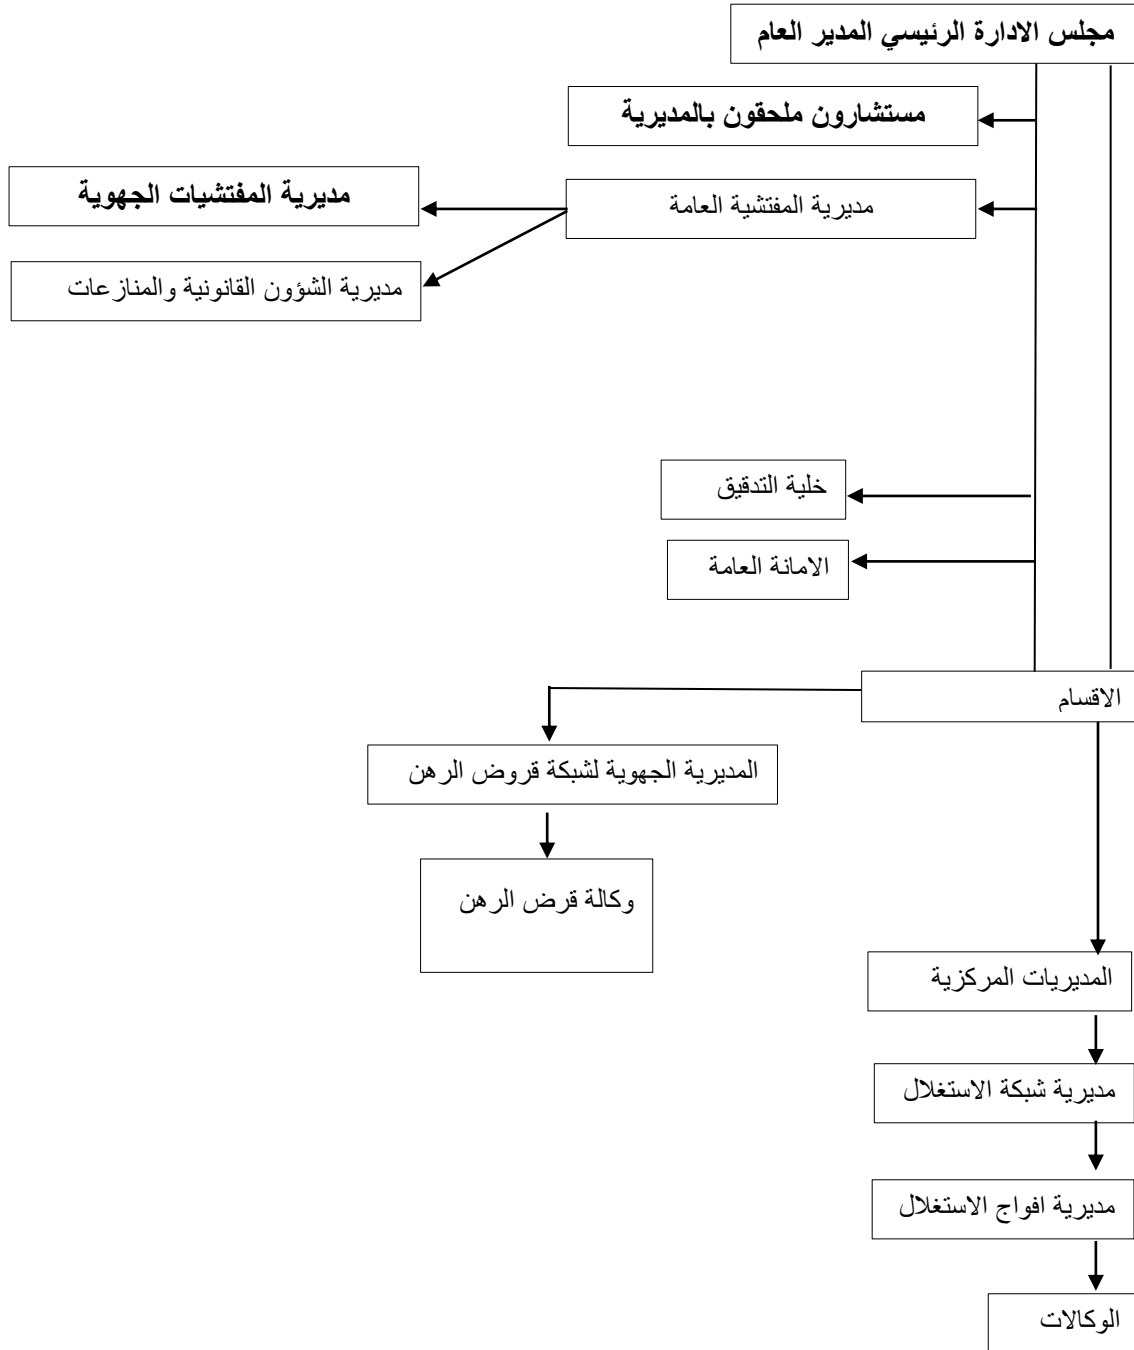 مجلس الادارة الرئيسي المدير العام
مستشارون ملحقون بالمديرية
مديرية المفتشية العامة
مديرية المفتشيات الجهوية
مديرية الشؤون القانونية والمنازعات
خلية التدقيق
الامانة العامة
الاقسام
المديرية الجهوية لشبكة قروض الرهن
وكالة قرض الرهن
المديريات المركزية
مديرية شبكة الاستغلال
مديرية افواج الاستغلال
الوكالات